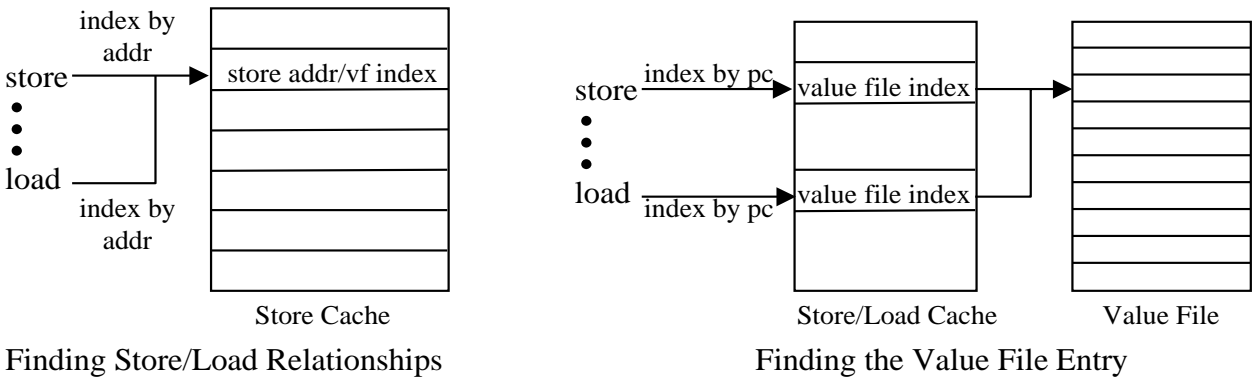 index by
addr
store
store addr/vf index
load
index by
addr
Store Cache
Finding Store/Load Relationships
store
index by pc
value file index
load
index by pc
value file index
Store/Load Cache
Value File
Finding the Value File Entry